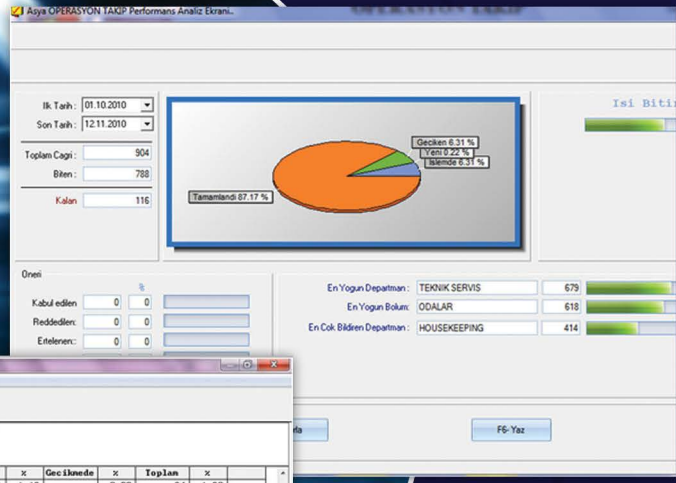 Asya OPERASYON TAKIP Performans Analiz Ekrani..
OPERASYON TAKIP
Ilk Tarih : 01.10.2010
Son Tarih : 12.11.2010
Toplam Cagri : 904
Biten : 788
Kalan 116
Geciken 6.31 %
Yeni 0.22 %
Islemde 6.31 %
Tamamlandi 87.17 %
Isi Bitir
Oneri
%
Kabul edilen 0 0
Reddedilen: 0 0
Ertelenen:: 0 0
En Yogun Departman : TEKNIK SERVIS 679
En Yogun Bolum: ODALAR 618
En Cok Bildiren Departman : HOUSEKEEPING 414
F6- Yaz
% Gecikmede % Toplam %